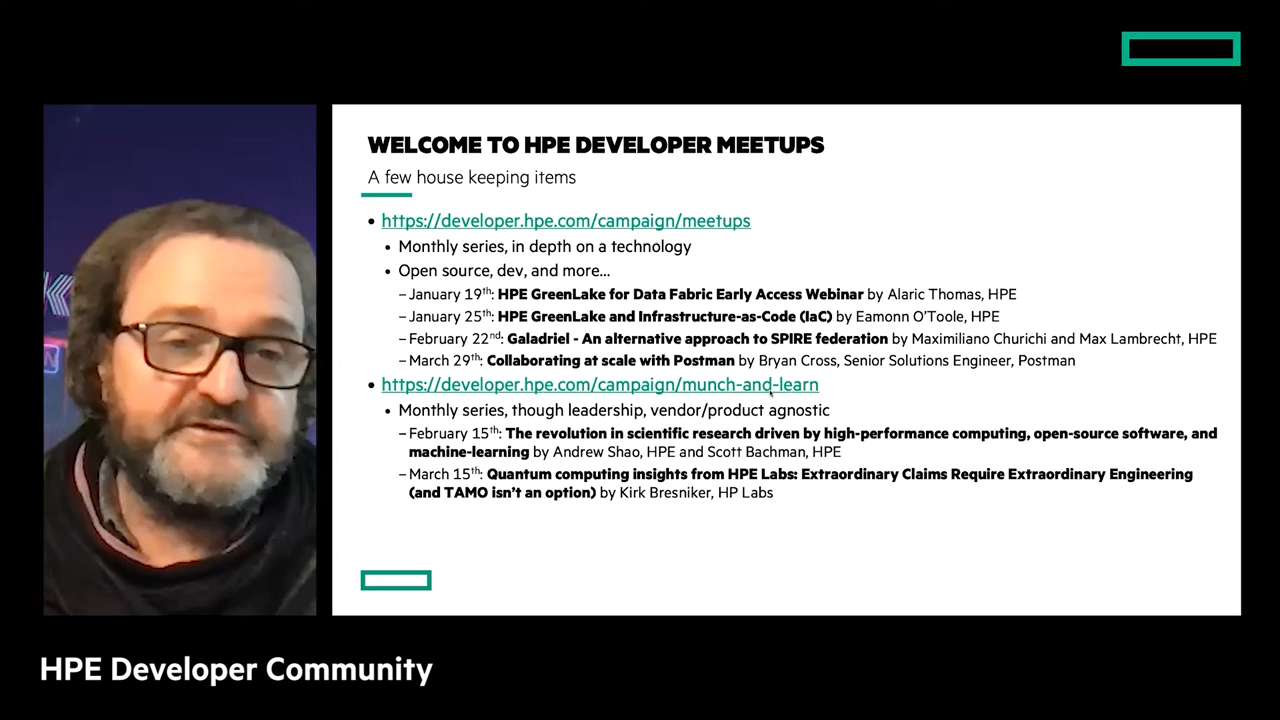 WELCOME TO HPE DEVELOPER MEETUPS
A few house keeping items
• https://developer.hpe.com/campaign/meetups
• Monthly series, in depth on a technology
• Open source, dev, and more...
– January 19th: HPE GreenLake for Data Fabric Early Access Webinar by Alaric Thomas, HPE
– January 25th: HPE GreenLake and Infrastructure-as-Code (IaC) by Eamonn O'Toole, HPE
– February 22nd: Galadriel - An alternative approach to SPIRE federation by Maximiliano Churichi and Max Lambrecht, HPE
– March 29th: Collaborating at scale with Postman by Bryan Cross, Senior Solutions Engineer, Postman
• https://developer.hpe.com/campaign/munch-and-learn
• Monthly series, though leadership, vendor/product agnostic
– February 15th: The revolution in scientific research driven by high-performance computing, open-source software, and
machine-learning by Andrew Shao, HPE and Scott Bachman, HPE
– March 15th: Quantum computing insights from HPE Labs: Extraordinary Claims Require Extraordinary Engineering
(and TAMO isn't an option) by Kirk Bresniker, HP Labs
HPE Developer Community